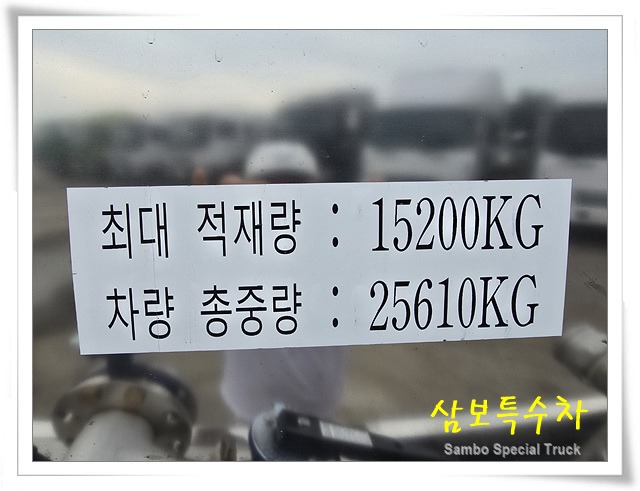 최대 적재량 : 15200KG
차량 총중량 : 25610KG
삼보특수차
Sambo Special Truck